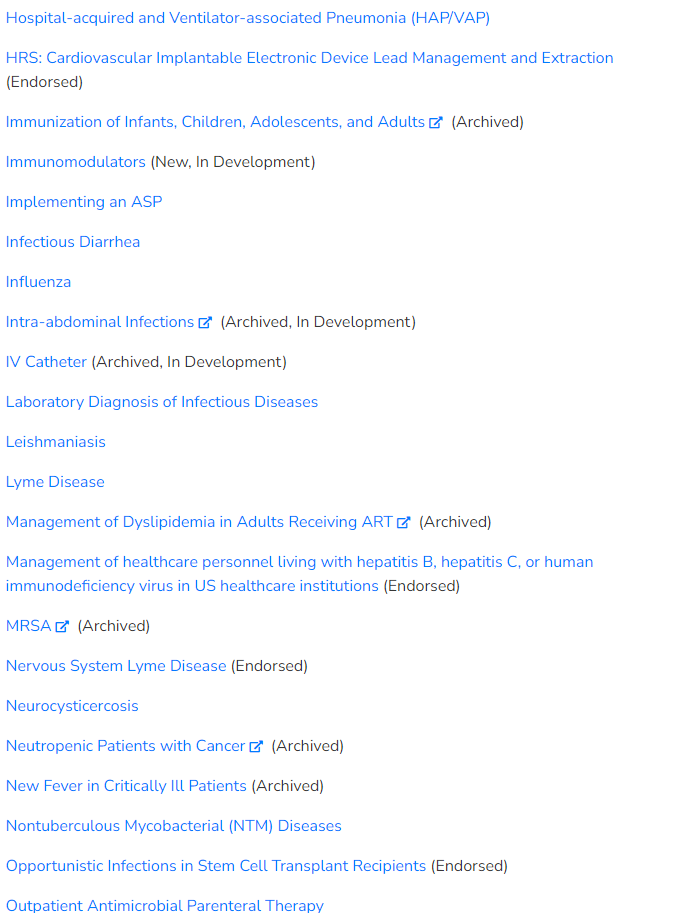 Hospital-acquired and Ventilator-associated Pneumonia (HAP/VAP)
HRS: Cardiovascular Implantable Electronic Device Lead Management and Extraction
(Endorsed)
Immunization of Infants, Children, Adolescents, and Adults (Archived)
Immunomodulators (New, In Development)
Implementing an ASP
Infectious Diarrhea
Influenza
Intra-abdominal Infections (Archived, In Development)
IV Catheter (Archived, In Development)
Laboratory Diagnosis of Infectious Diseases
Leishmaniasis
Lyme Disease
Management of Dyslipidemia in Adults Receiving ART (Archived)
Management of healthcare personnel living with hepatitis B, hepatitis C, or human
immunodeficiency virus in US healthcare institutions (Endorsed)
MRSA (Archived)
Nervous System Lyme Disease (Endorsed)
Neurocysticercosis
Neutropenic Patients with Cancer (Archived)
New Fever in Critically Ill Patients (Archived)
Nontuberculous Mycobacterial (NTM) Diseases
Opportunistic Infections in Stem Cell Transplant Recipients (Endorsed)
Outpatient Antimicrobial Parenteral Therapy